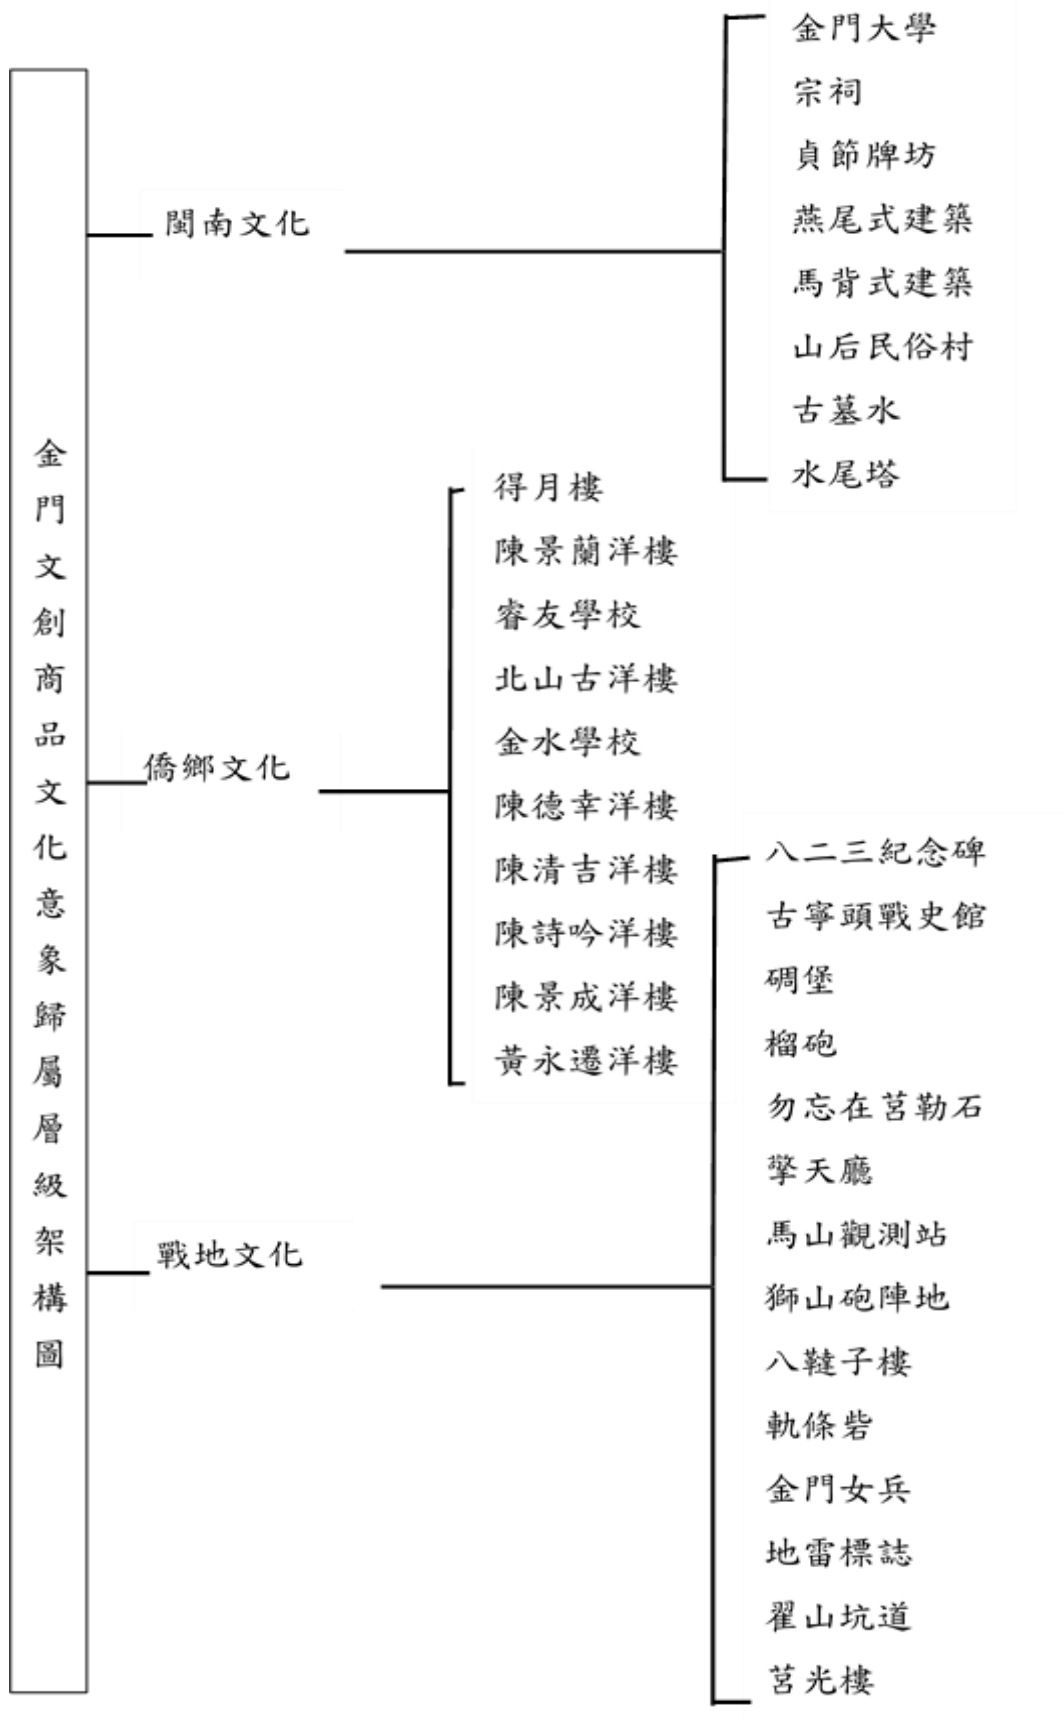 金門文創商品文化意象歸屬層級架構圖
閩南文化
金門大學
宗祠
貞節牌坊
燕尾式建築
馬背式建築
山后民俗村
古墓水
水尾塔
僑鄉文化
得月樓
陳景蘭洋樓
睿友學校
北山古洋樓
金水學校
陳德幸洋樓
陳清吉洋樓
陳詩吟洋樓
陳景成洋樓
黃永遷洋樓
戰地文化
八二三紀念碑
古寧頭戰史館
碉堡
榴砲
勿忘在莒勒石
擎天廳
馬山觀測站
獅山砲陣地
八韃子樓
軌條砦
金門女兵
地雷標誌
翟山坑道
莒光樓